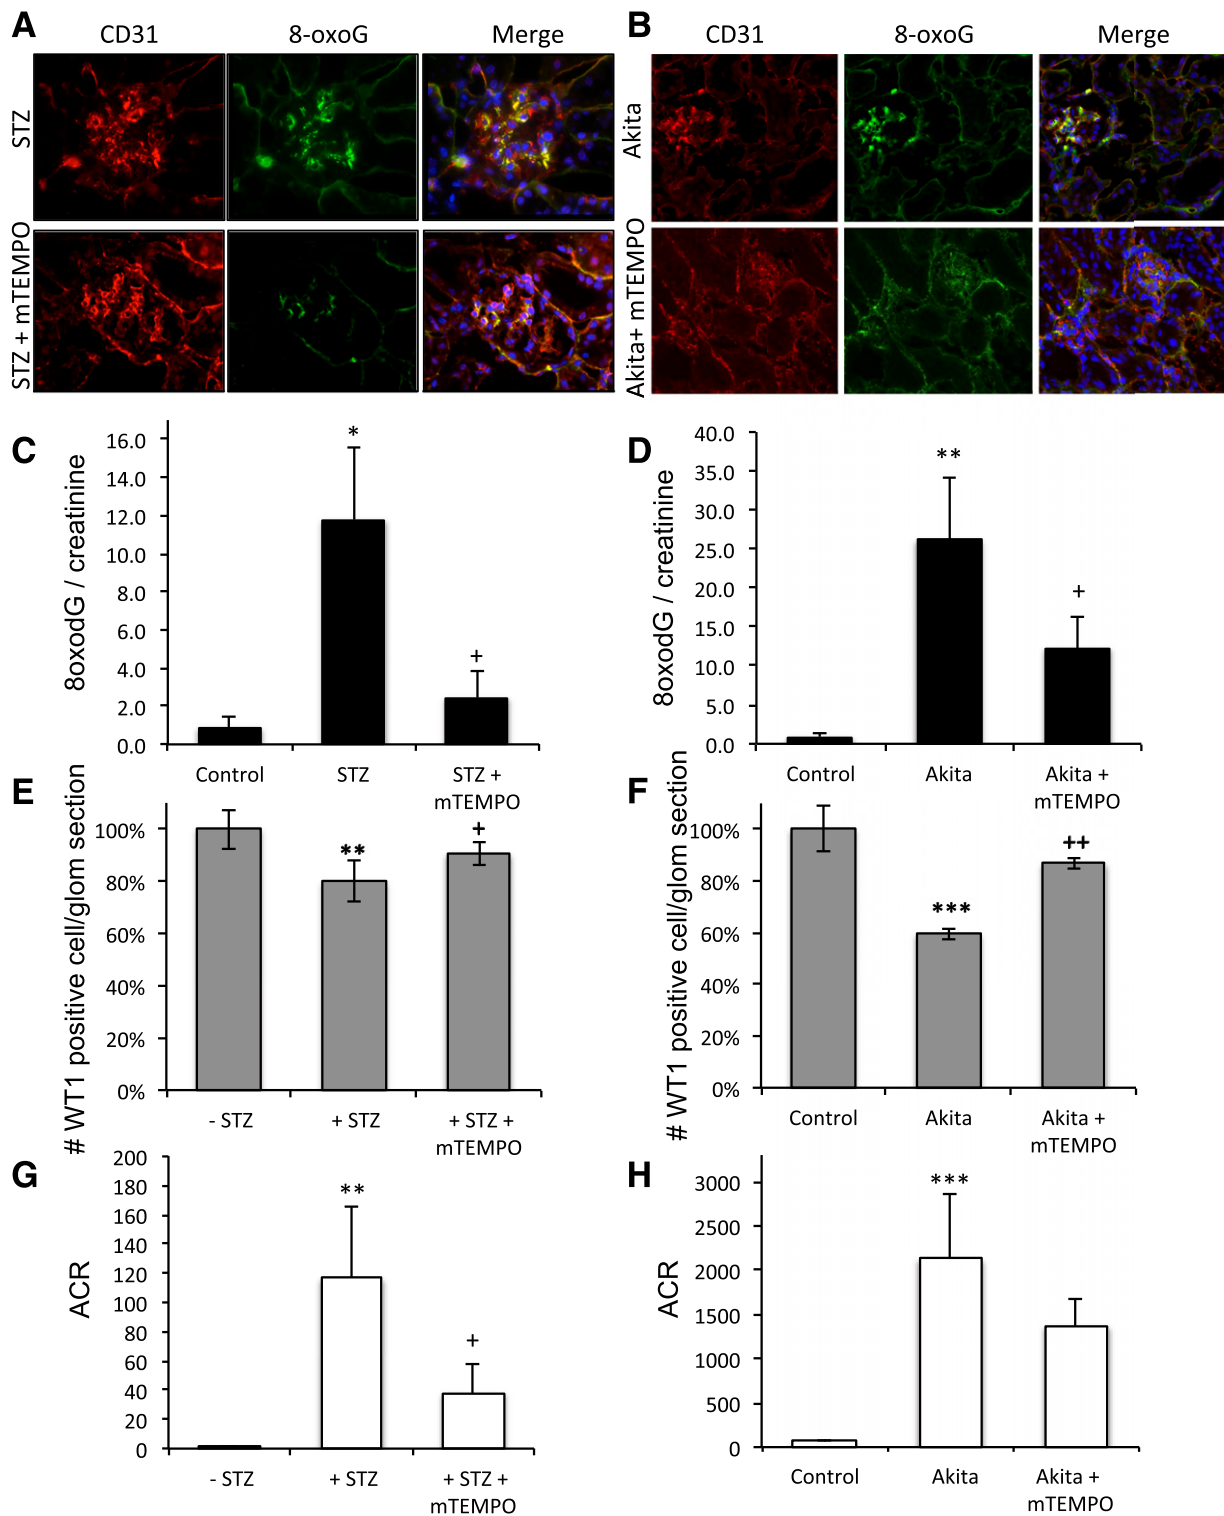 A
CD31
8-oxoG
Merge
STZ
STZ + mTEMPO
B
CD31
8-oxoG
Merge
Akita
Akita+ mTEMPO
C
8oxodG / creatinine
16.0
14.0
12.0
10.0
8.0
6.0
4.0
2.0
0.0
*
+
Control
STZ
STZ +
mTEMPO
D
8oxodG / creatinine
40.0
35.0
30.0
25.0
20.0
15.0
10.0
5.0
0.0
**
+
Control
Akita
Akita +
mTEMPO
E
# WT1 positive cell/glom section
100%
80%
60%
40%
20%
0%
**
+
- STZ
+ STZ
+ STZ +
mTEMPO
F
# WT1 positive cell/glom section
100%
80%
60%
40%
20%
0%
***
++
Control
Akita
Akita +
mTEMPO
G
ACR
200
180
160
140
120
100
80
60
40
20
0
**
+
- STZ
+ STZ
+ STZ +
mTEMPO
H
ACR
3000
2500
2000
1500
1000
500
0
***
Control
Akita
Akita +
mTEMPO